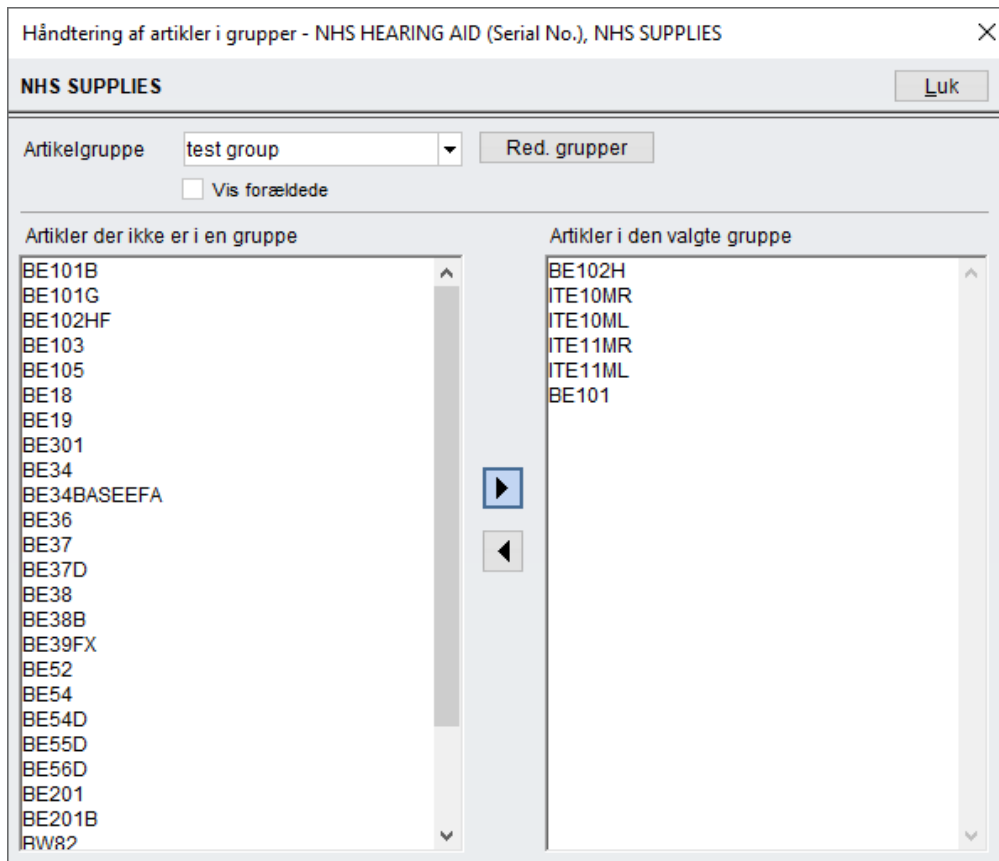 Håndtering af artikler i grupper - NHS HEARING AID (Serial No.), NHS SUPPLIES
NHS SUPPLIES
Luk
Artikelgruppe
test group
Red. grupper
Vis forældede
Artikler der ikke er i en gruppe
BE101B
BE101G
BE102HF
BE103
BE105
BE18
BE19
BE301
BE34
BE34BASEEFA
BE36
BE37
BE37D
BE38
BE38B
BE39FX
BE52
BE54
BE54D
BE55D
BE56D
BE201
BE201B
BW82
Artikler i den valgte gruppe
BE102H
ITE10MR
ITE10ML
ITE11MR
ITE11ML
BE101